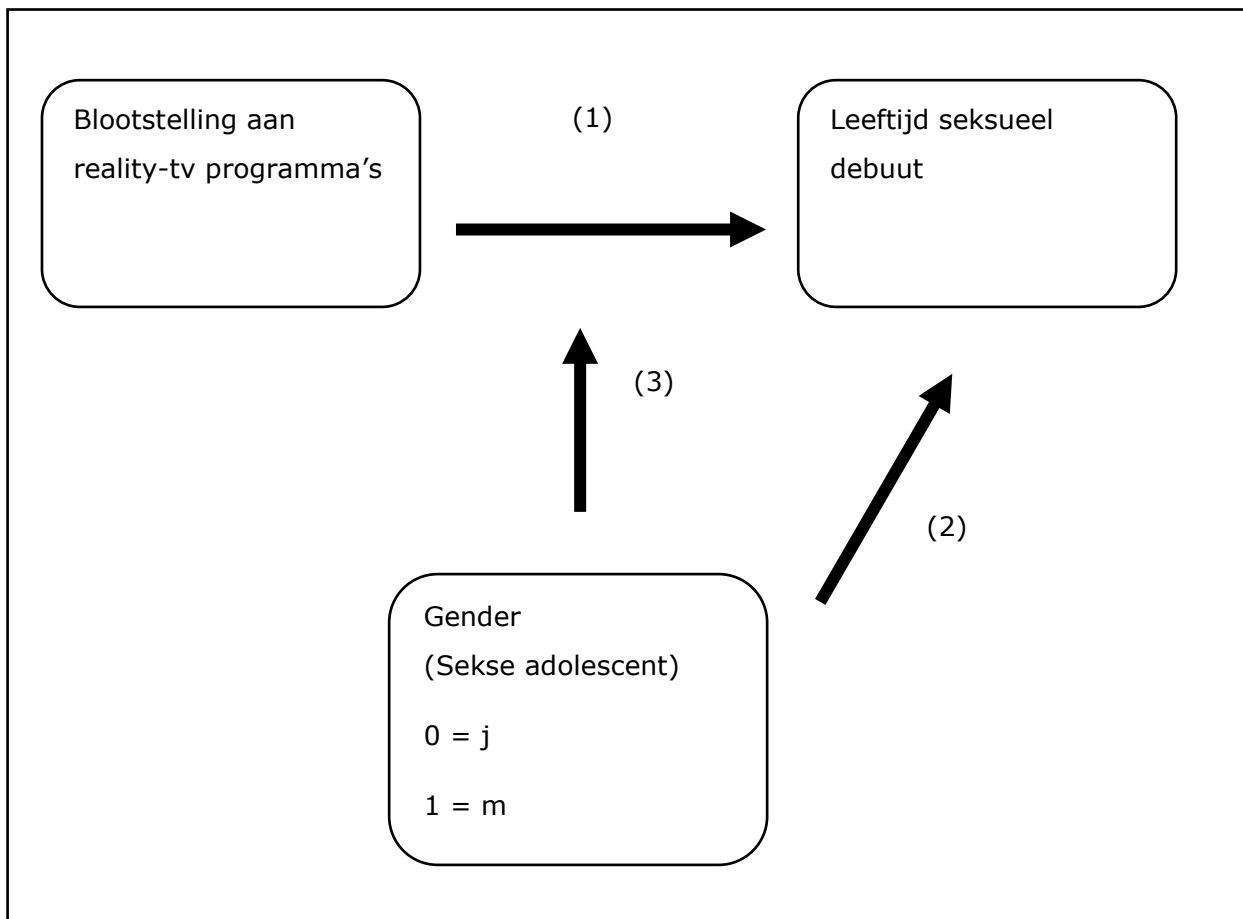 Blootstelling aan
reality-tv programma’s
(1)
Leeftijd seksueel
debuut
(3)
(2)
Gender
(Sekse adolescent)
0 = j
1 = m